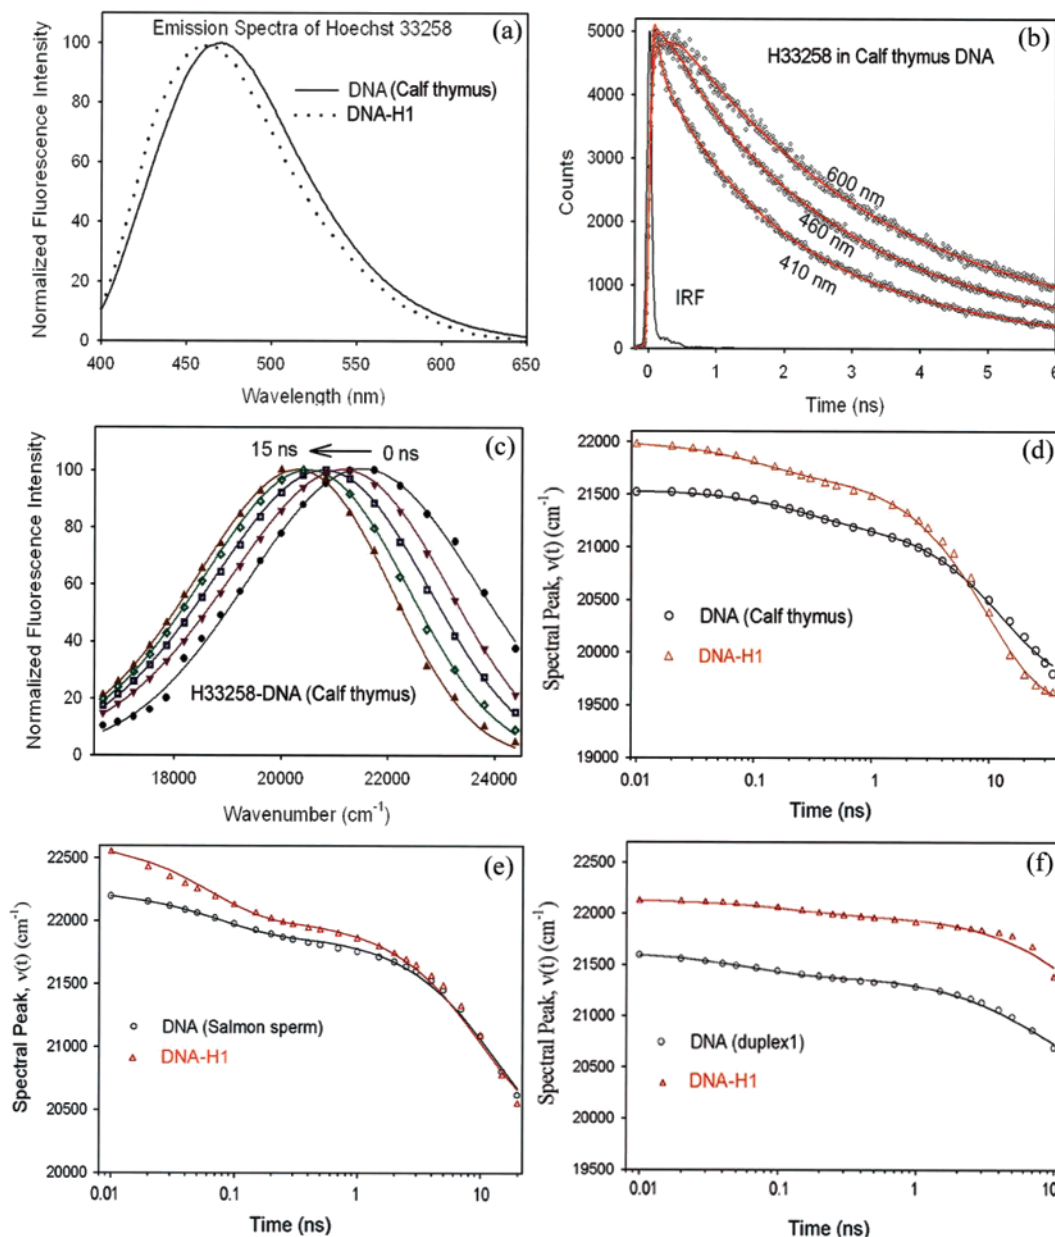 Emission Spectra of Hoechst 33258
(a)
DNA (Calf thymus)
DNA-H1
Normalized Fluorescence Intensity
100
80
60
40
20
0
400 450 500 550 600 650
Wavelength (nm)
(b)
H33258 in Calf thymus DNA
600 nm
460 nm
410 nm
IRF
Counts
5000
4000
3000
2000
1000
0
0 1 2 3 4 5 6
Time (ns)
(c)
15 ns
0 ns
H33258-DNA (Calf thymus)
Normalized Fluorescence Intensity
100
80
60
40
20
0
18000 20000 22000 24000
Wavenumber (cm-1)
(d)
DNA (Calf thymus)
DNA-H1
Spectral Peak, ν(t) (cm-1)
22000
21500
21000
20500
20000
19500
19000
0.01 0.1 1 10
Time (ns)
(e)
DNA (Salmon sperm)
DNA-H1
Spectral Peak, ν(t) (cm-1)
22500
22000
21500
21000
20500
20000
0.01 0.1 1 10
Time (ns)
(f)
DNA (duplex1)
DNA-H1
Spectral Peak, ν(t) (cm-1)
22500
22000
21500
21000
20500
20000
19500
0.01 0.1 1 10
Time (ns)